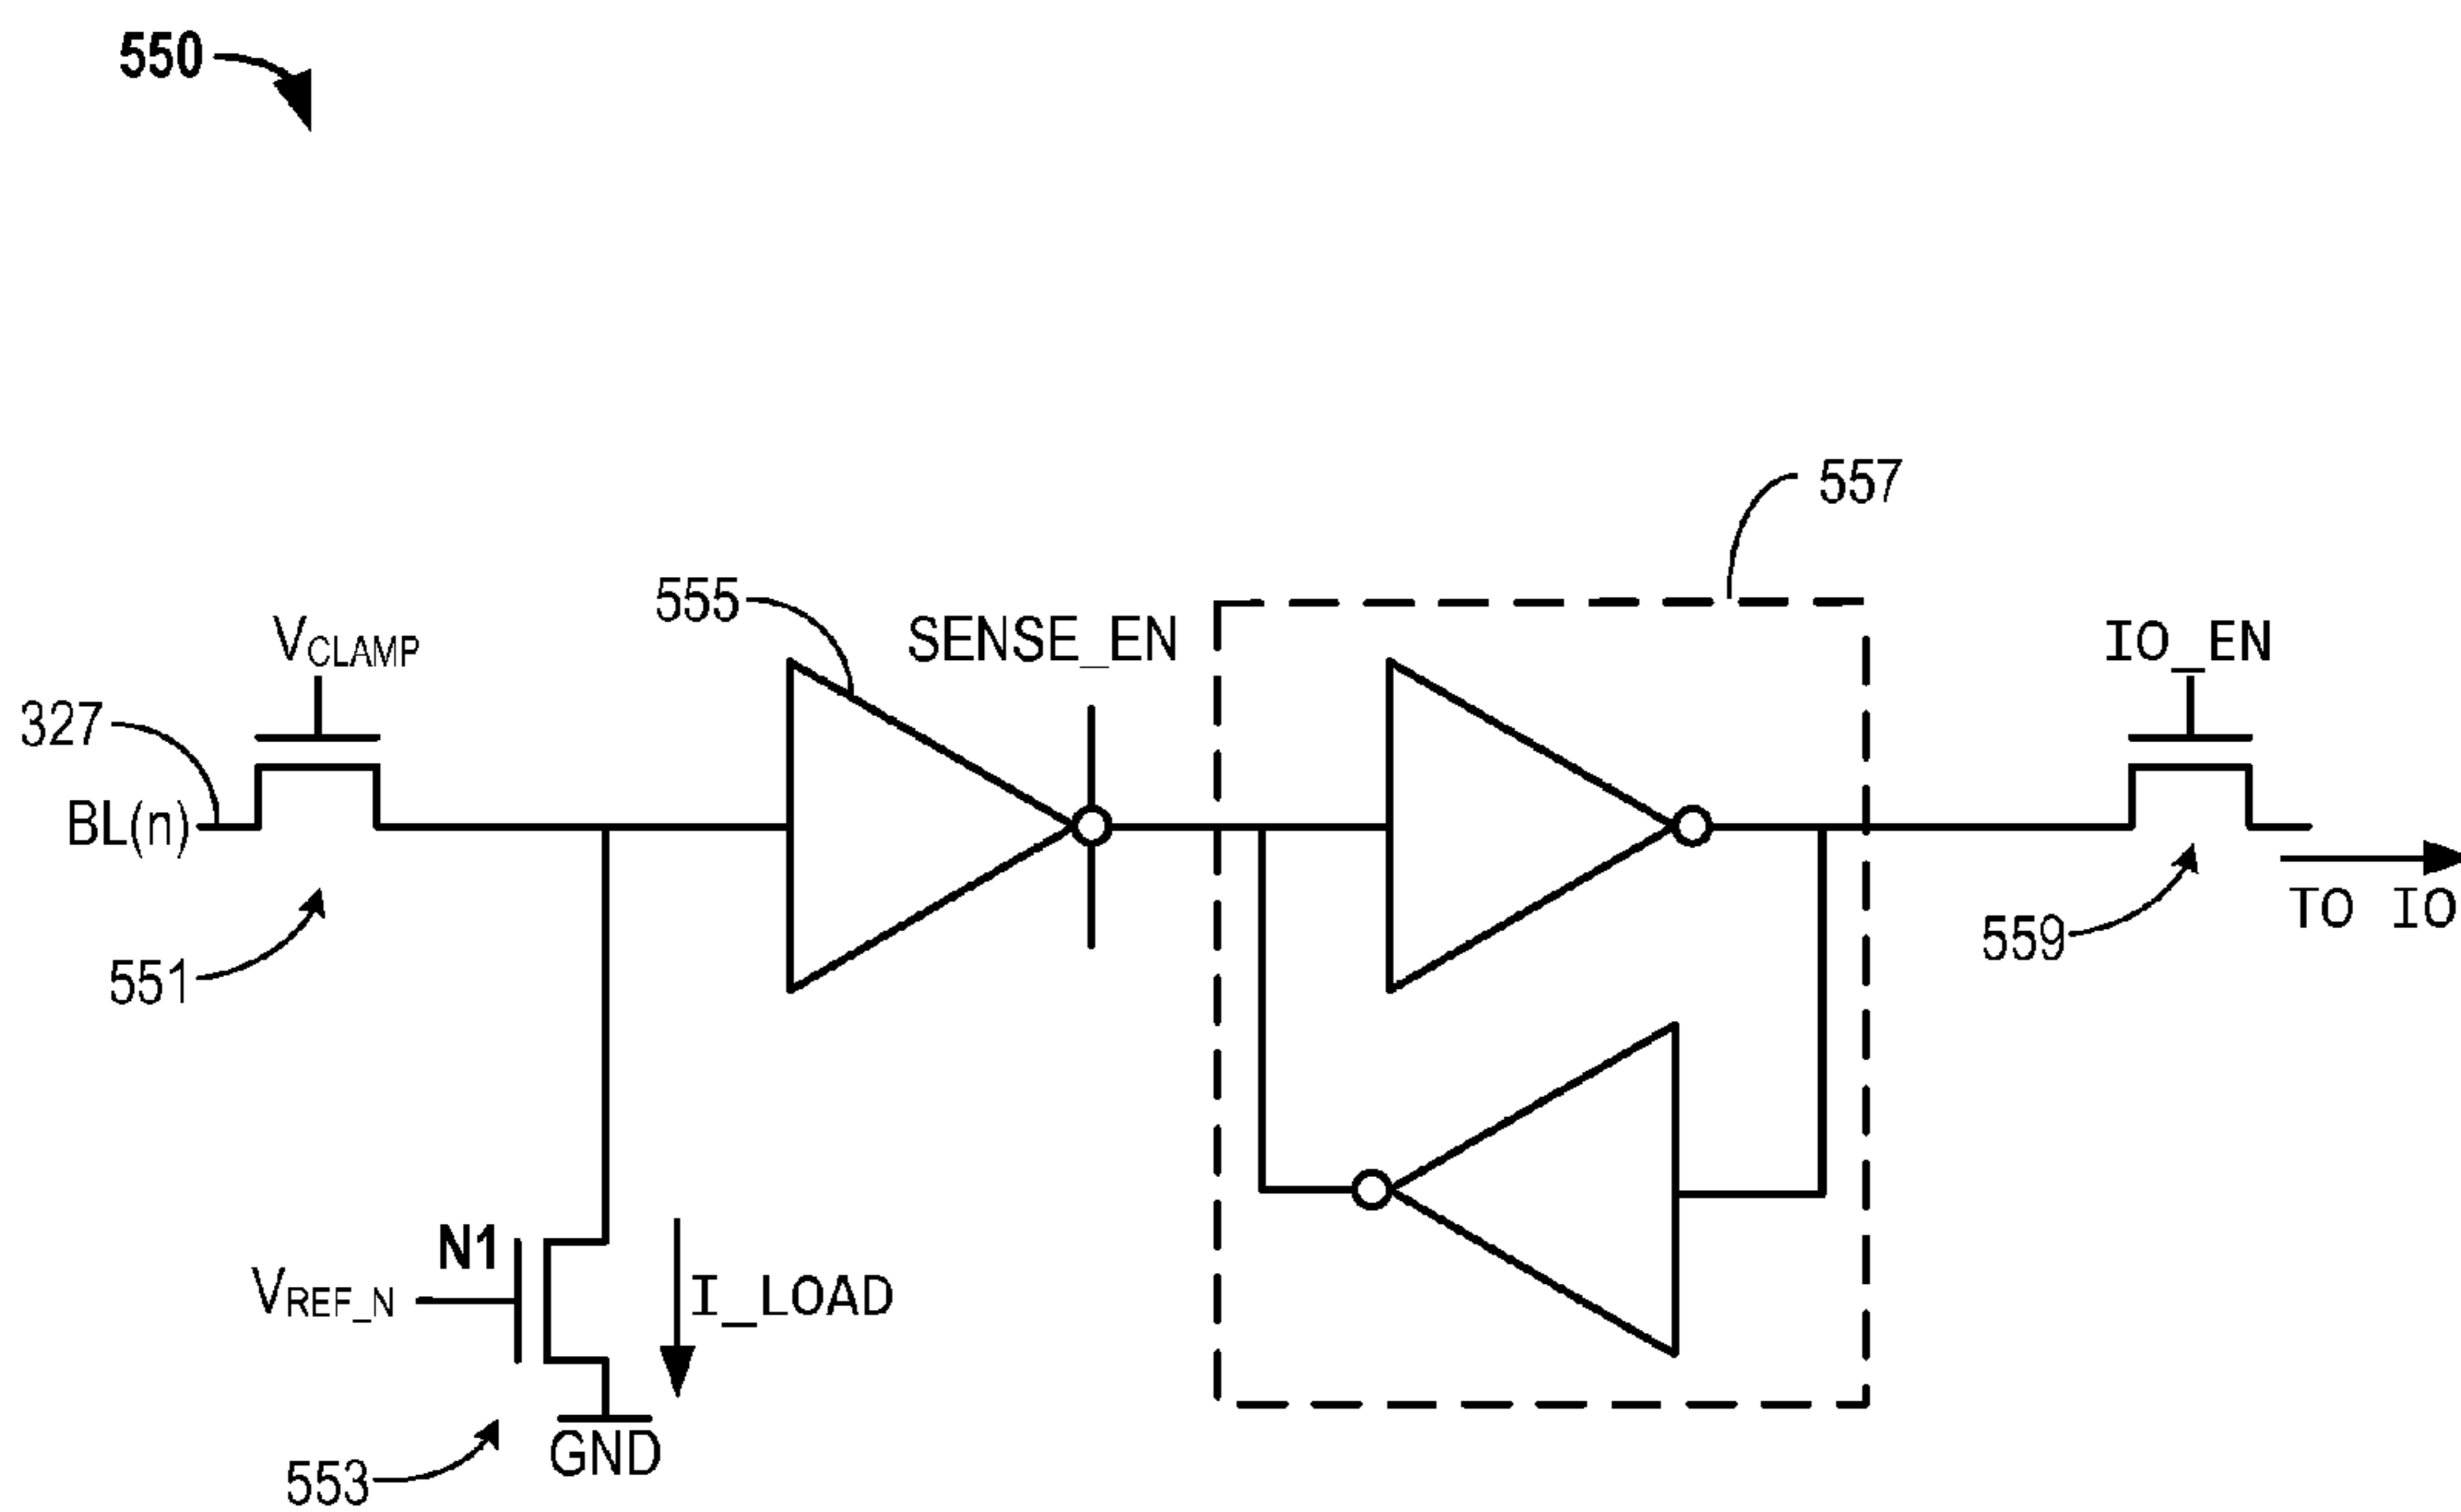 550
557
555
SENSE_EN
VCLAMP
IO_EN
327
BL(n)
551
559
TO IO
N1
VREF_N
I_LOAD
GND
553